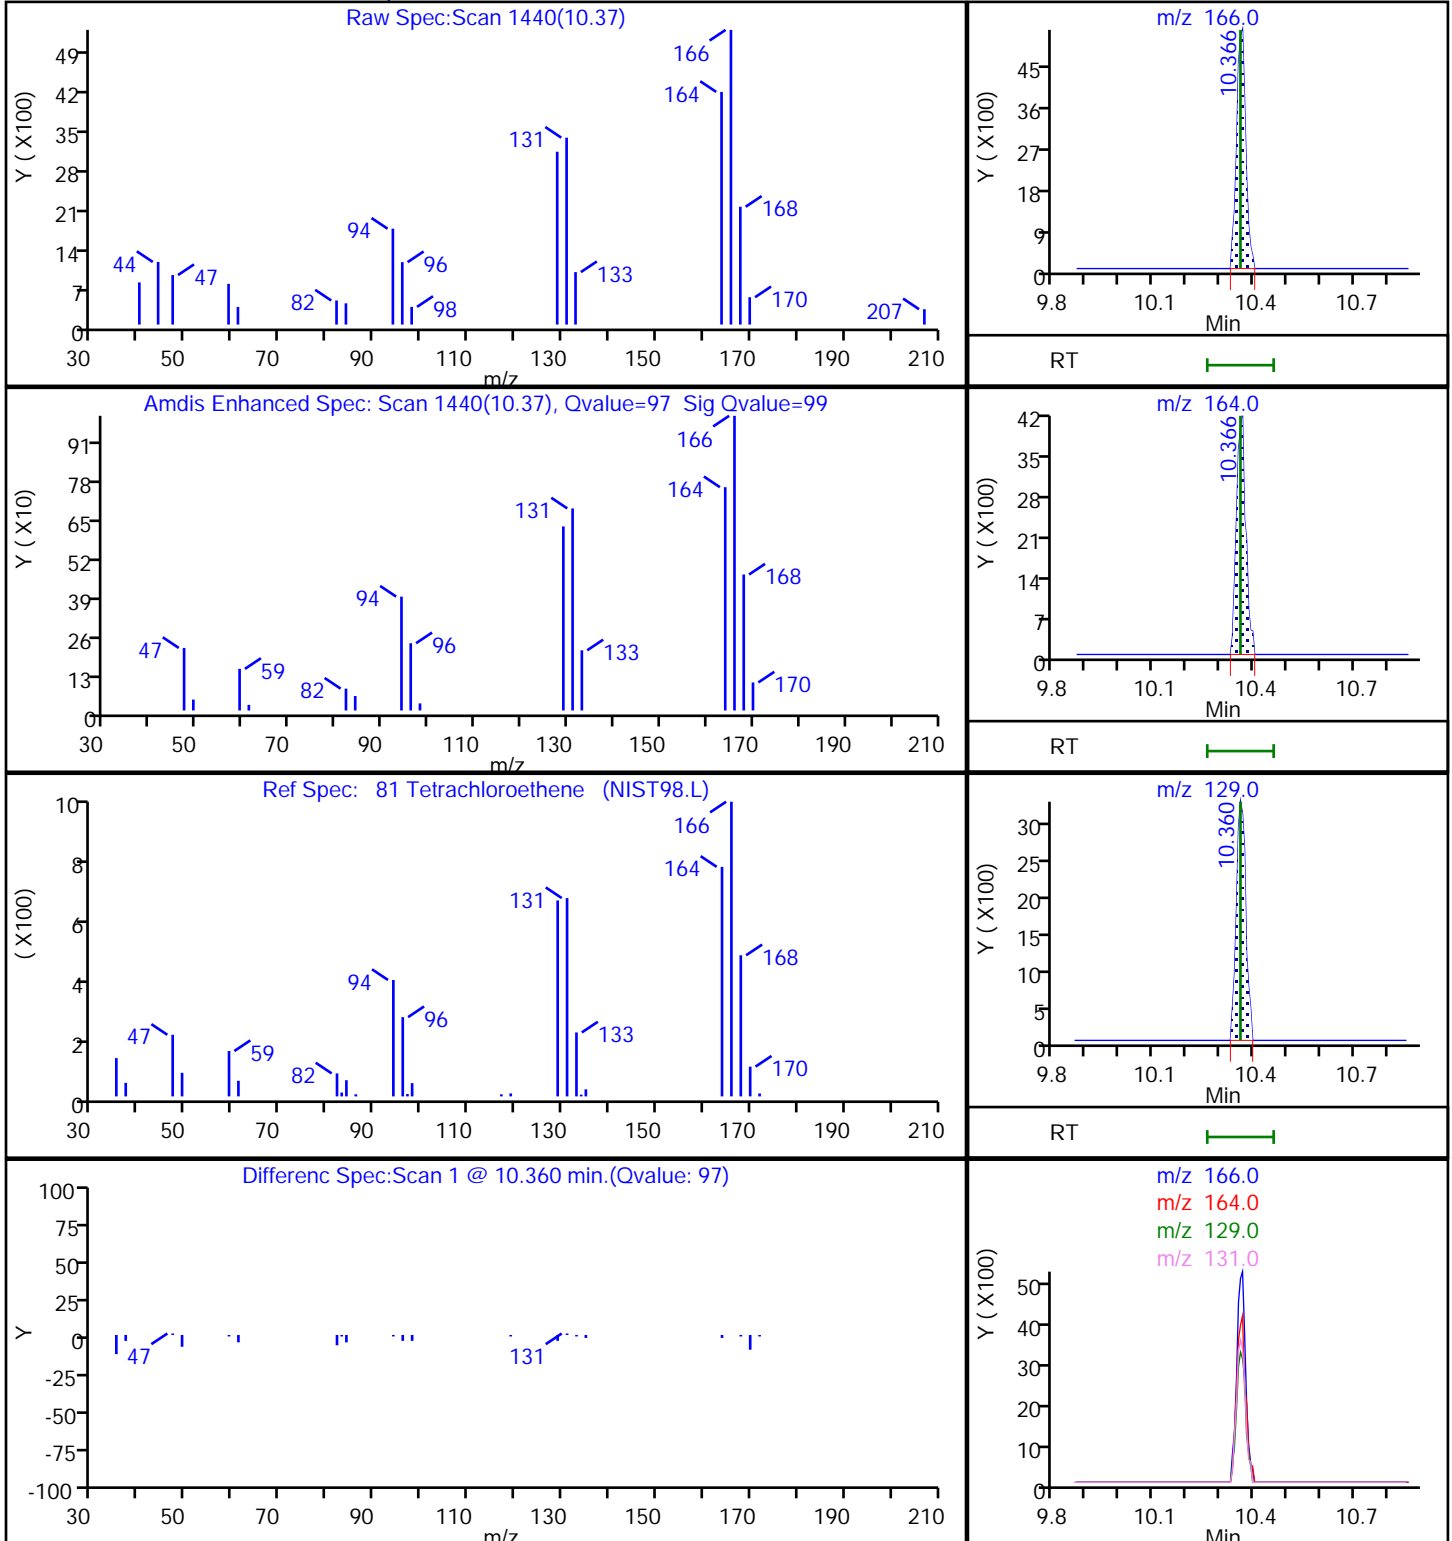 Raw Spec:Scan 1440(10.37)
Y ( X100)
49
42
35
28
21
14
7
0
166
164
131
168
94
96
44
47
133
82
98
170
207
30 50 70 90 110 130 150 170 190 210
m/z
m/z 166.0
Y ( X100)
45
36
27
18
9
0
10.366
9.8 10.1 10.4 10.7
Min
RT
Amdis Enhanced Spec: Scan 1440(10.37), Qvalue=97 Sig Qvalue=99
Y ( X10)
91
78
65
52
39
26
13
0
166
164
131
168
94
96
47
133
59
82
170
30 50 70 90 110 130 150 170 190 210
m/z
m/z 164.0
Y ( X100)
42
35
28
21
14
7
0
10.366
9.8 10.1 10.4 10.7
Min
RT
Ref Spec: 81 Tetrachloroethene (NIST98.L)
( X100)
10
8
6
4
2
0
166
164
131
168
94
96
47
133
59
82
170
30 50 70 90 110 130 150 170 190 210
m/z 129.0
Y ( X100)
30
25
20
15
10
5
0
10.360
9.8 10.1 10.4 10.7
Min
RT
Differenc Spec:Scan 1 @ 10.360 min.(Qvalue: 97)
Y
100
75
50
25
0
-25
-50
-75
-100
47
131
30 50 70 90 110 130 150 170 190 210
m/z
m/z 166.0
m/z 164.0
m/z 129.0
m/z 131.0
Y ( X100)
50
40
30
20
10
0
9.8 10.1 10.4 10.7
Min